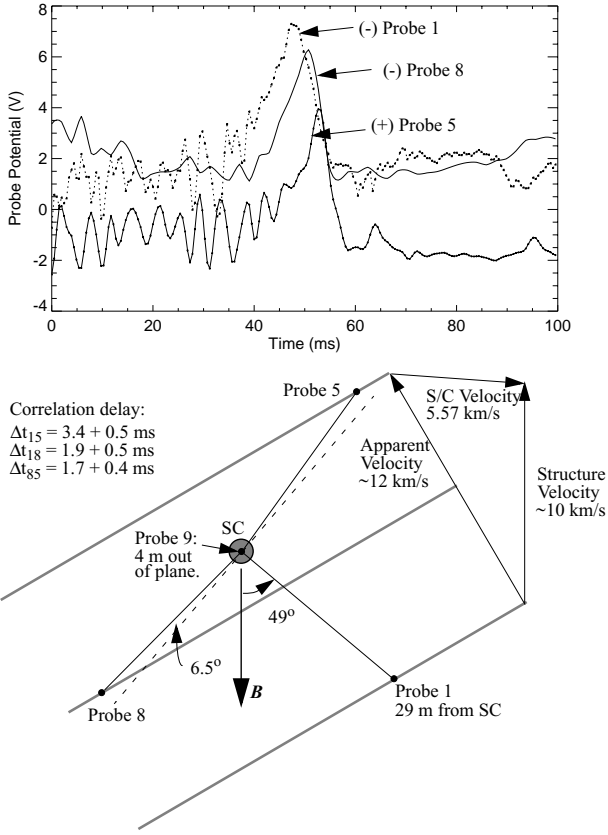 8
6
4
2
0
-2
-4
Probe Potential (V)
(-) Probe 1
(-) Probe 8
(+) Probe 5
0
20
40
60
80
100
Time (ms)
Correlation delay:
Δt15 = 3.4 + 0.5 ms
Δt18 = 1.9 + 0.5 ms
Δt85 = 1.7 + 0.4 ms
Probe 5
S/C Velocity
5.57 km/s
Apparent
Velocity
~12 km/s
Structure
Velocity
~10 km/s
SC
Probe 9:
4 m out
of plane.
49o
6.5o
B
Probe 8
Probe 1
29 m from SC